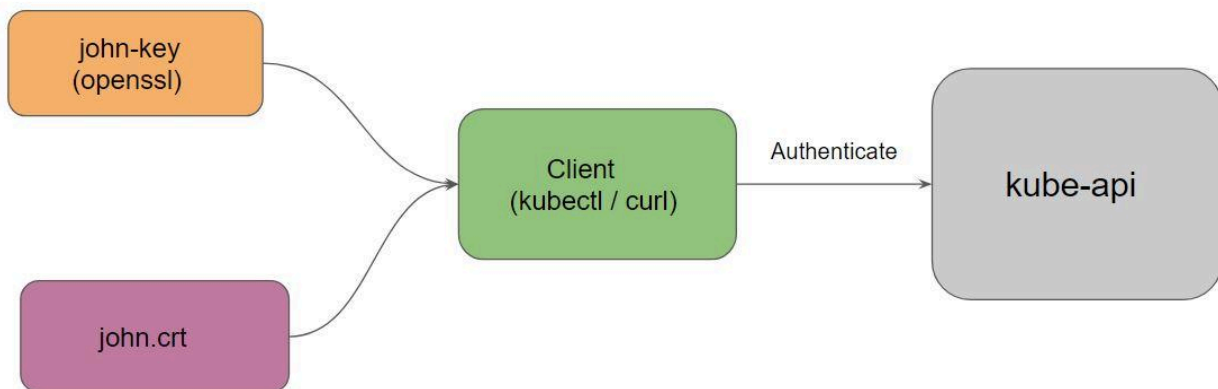 john-key
(openssl)
Client
(kubectl / curl)
Authenticate
kube-api
john.crt